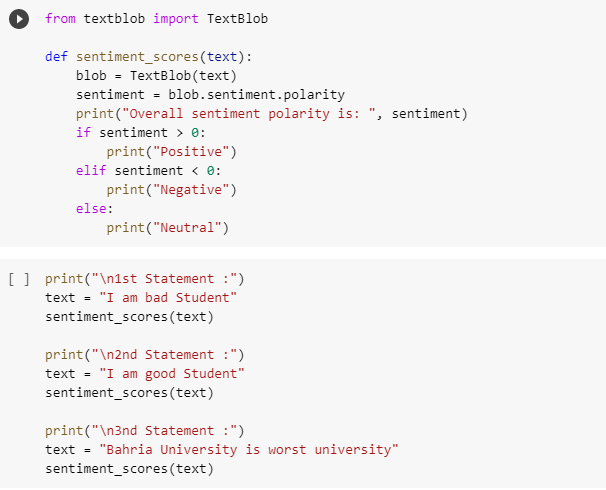 from textblob import TextBlob
def sentiment_scores(text):
    blob = TextBlob(text)
    sentiment = blob.sentiment.polarity
    print("Overall sentiment polarity is: ", sentiment)
    if sentiment > 0:
        print("Positive")
    elif sentiment < 0:
        print("Negative")
    else:
        print("Neutral")
[ ] print("\n1st Statement :")
text = "I am bad Student"
sentiment_scores(text)
print("\n2nd Statement :")
text = "I am good Student"
sentiment_scores(text)
print("\n3nd Statement :")
text = "Bahria University is worst university"
sentiment_scores(text)